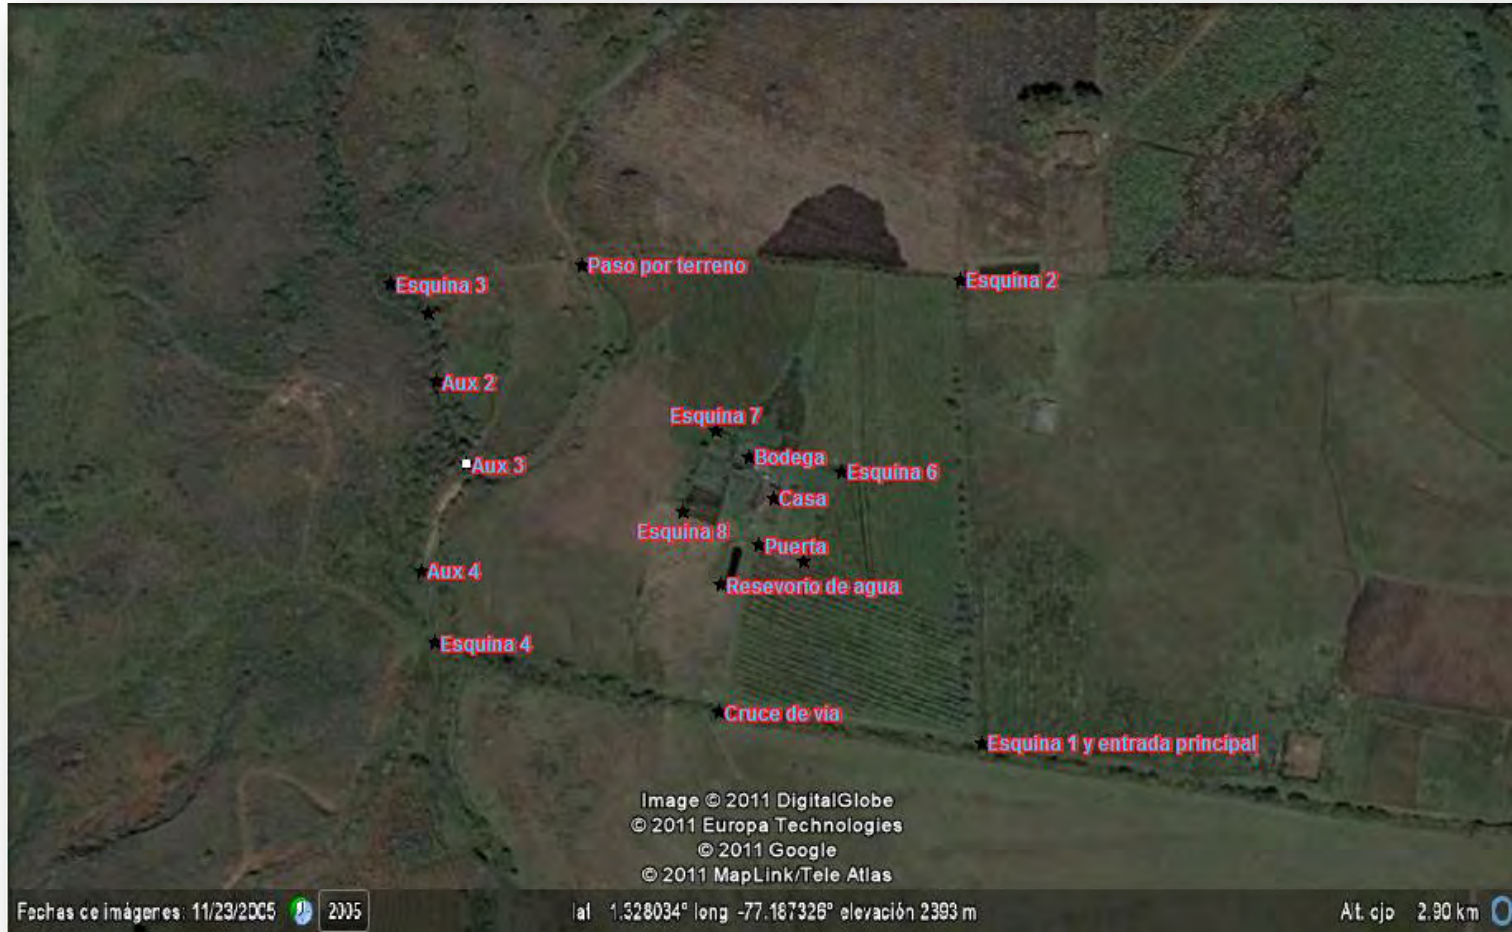 Paso por terreno
Esquina 3
Esquina 2
Aux 2
Esquina 7
Bodega
Aux 3
Esquina 6
Casa
Esquina 8
Puerta
Aux 4
Resevorio de agua
Esquina 4
Cruce de via
Esquina 1 y entrada principal
Image © 2011 DigitalGlobe
© 2011 Europa Technologies
© 2011 Google
© 2011 MapLink/Tele Atlas
Fechas de imágenes: 11/23/2005 2005 lat 1.328034° long -77.187326° elevación 2393 m Alt. ojo 2.90 km